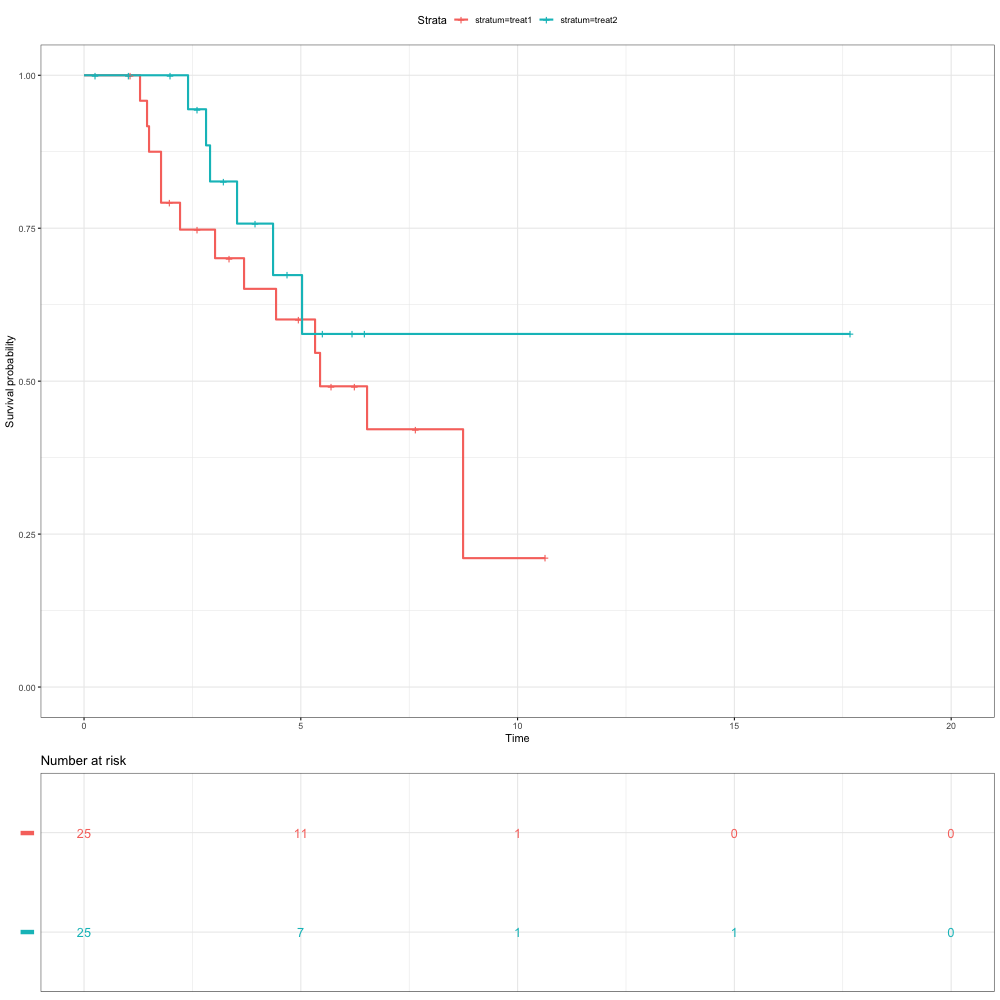 Strata stratum=treat1 stratum=treat2
Survival probability
1.00
0.75
0.50
0.25
0.00
0 5 10 15 20
Time
Number at risk
25 11 1 0 0
25 7 1 1 0